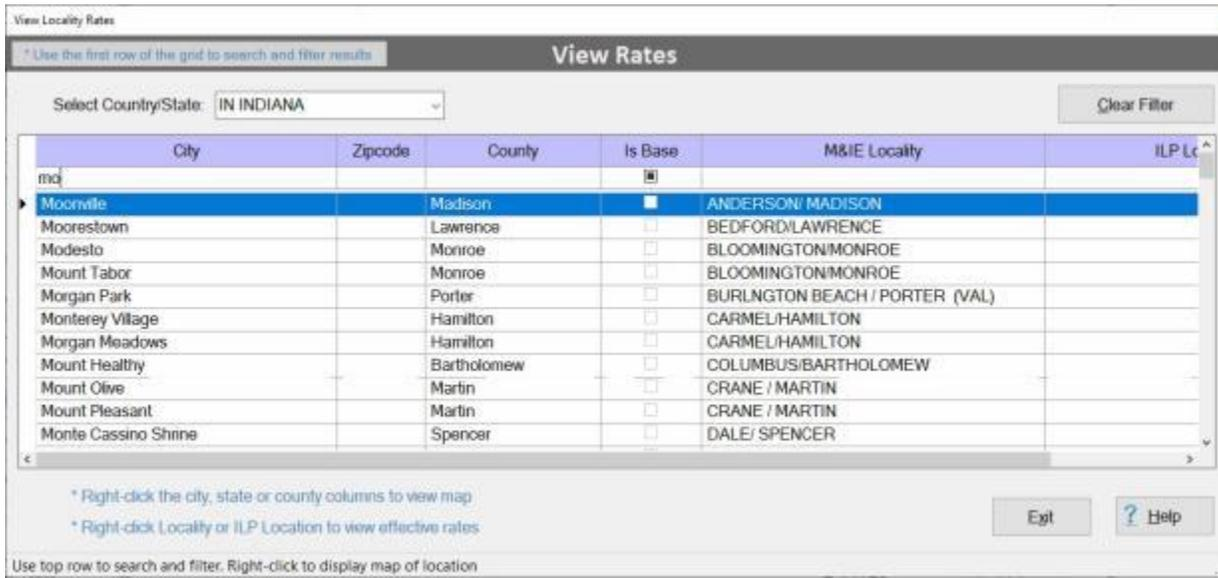 View Locality Rates
* Use the first row of the grid to search and filter results
View Rates
Select Country/State: IN INDIANA
Clear Filter
City Zipcode County Is Base M&IE Locality ILP Lo
mo
Moonville Madison ANDERSON/ MADISON
Moorestown Lawrence BEDFORD/LAWRENCE
Modesto Monroe BLOOMINGTON/MONROE
Mount Tabor Monroe BLOOMINGTON/MONROE
Morgan Park Porter BURLNGTON BEACH / PORTER (VAL)
Monterey Village Hamilton CARMEL/HAMILTON
Morgan Meadows Hamilton CARMEL/HAMILTON
Mount Healthy Bartholomew COLUMBUS/BARTHOLOMEW
Mount Olive Martin CRANE / MARTIN
Mount Pleasant Martin CRANE / MARTIN
Monte Cassino Shrine Spencer DALE/ SPENCER
* Right-click the city, state or county columns to view map
* Right-click Locality or ILP Location to view effective rates
Exit
? Help
Use top row to search and filter. Right-click to display map of location